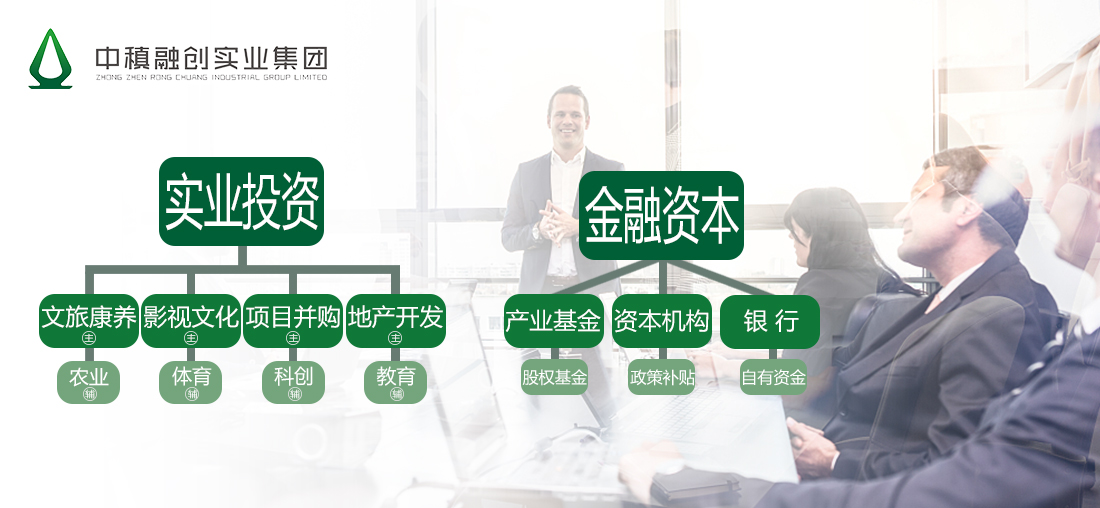 中稹融创实业集团
ZHONG ZHEN RONG CHUANG INDUSTRIAL GROUP LIMITED
实业投资
金融资本
文旅康养
主
影视文化
主
项目并购
主
地产开发
主
产业基金
资本机构
银行
农业
辅
体育
辅
科创
辅
教育
辅
股权基金
政策补贴
自有资金